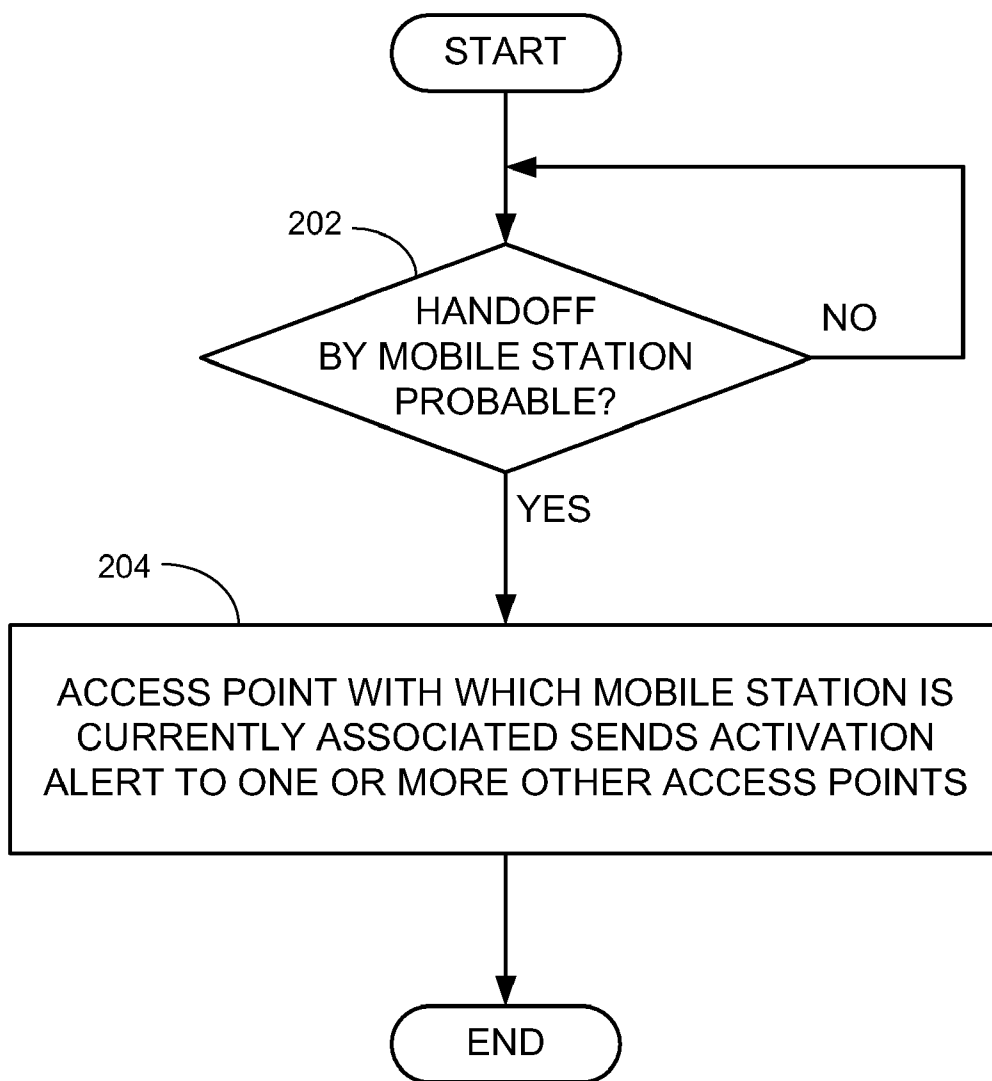 START
202
HANDOFF
BY MOBILE STATION
PROBABLE?
NO
YES
204
ACCESS POINT WITH WHICH MOBILE STATION IS
CURRENTLY ASSOCIATED SENDS ACTIVATION
ALERT TO ONE OR MORE OTHER ACCESS POINTS
END